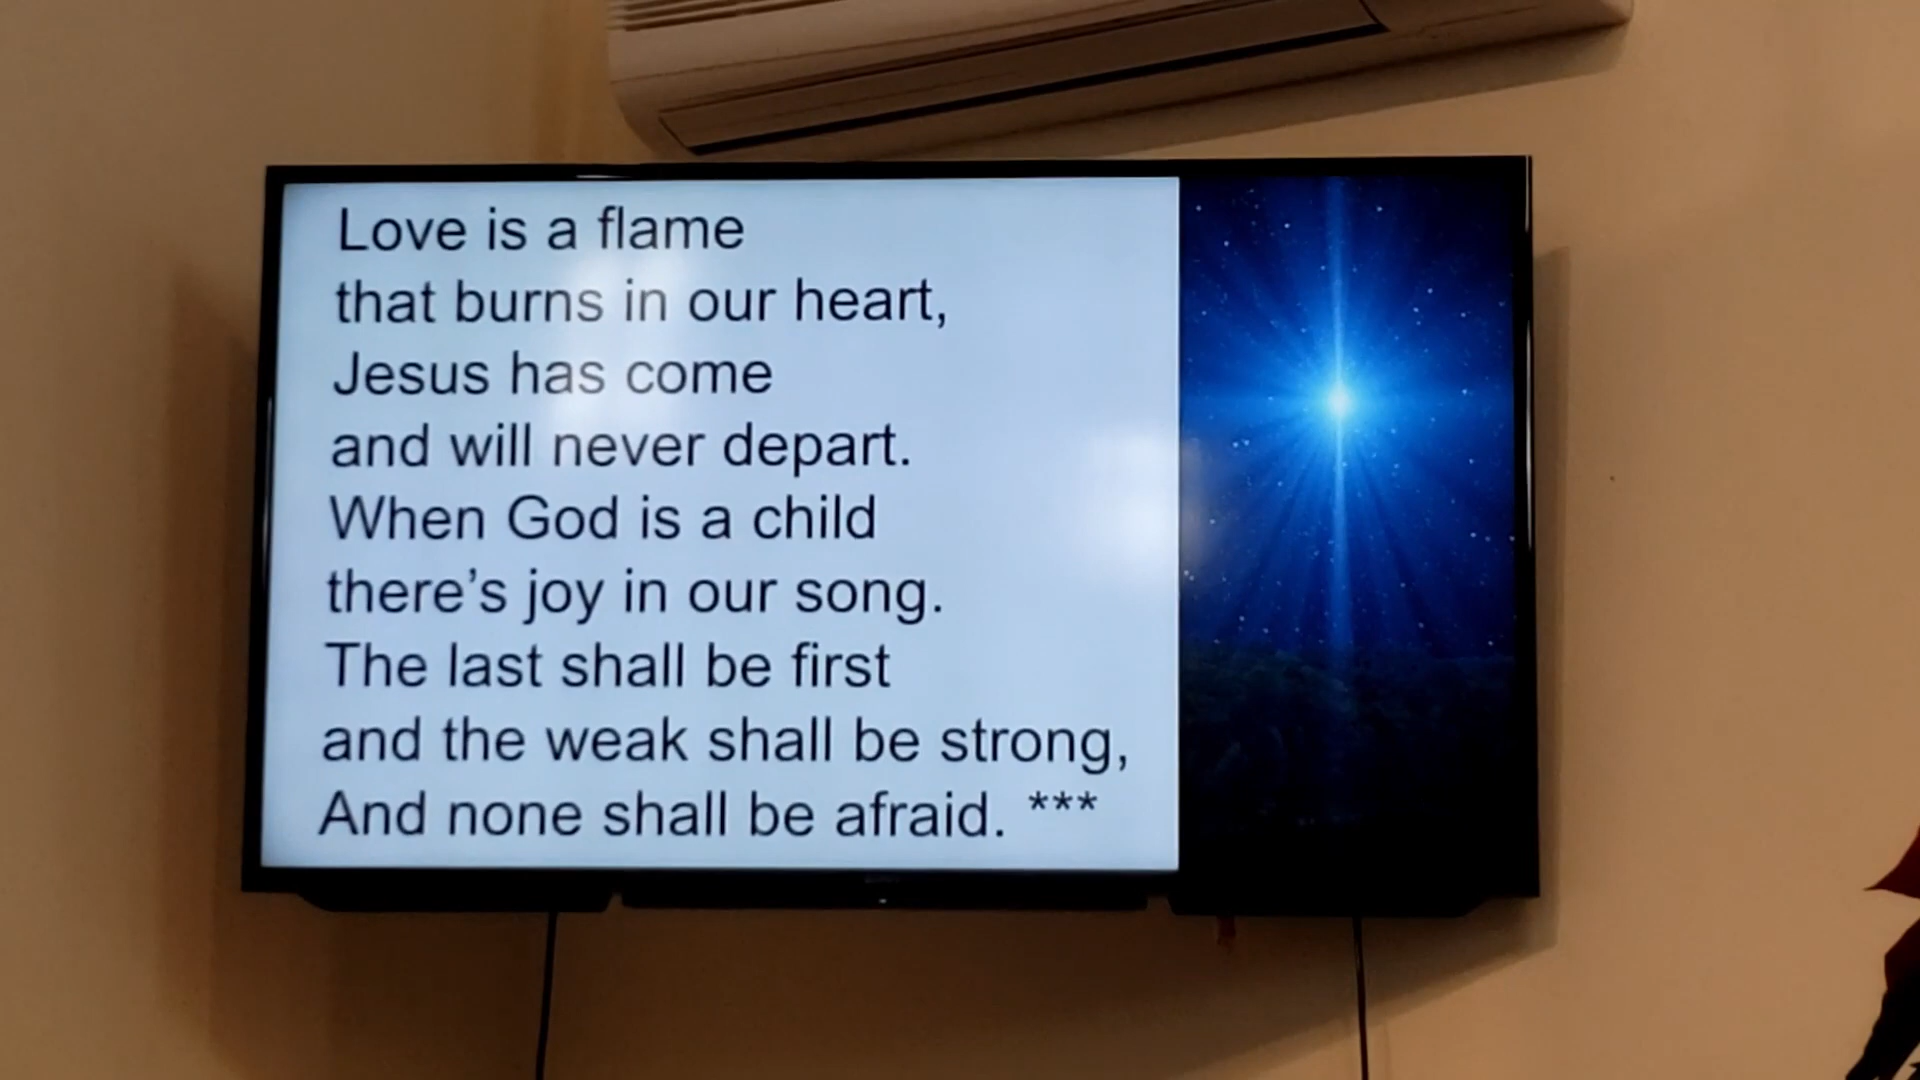 Love is a flame
that burns in our heart,
Jesus has come
and will never depart.
When God is a child
there’s joy in our song.
The last shall be first
and the weak shall be strong,
And none shall be afraid. ***